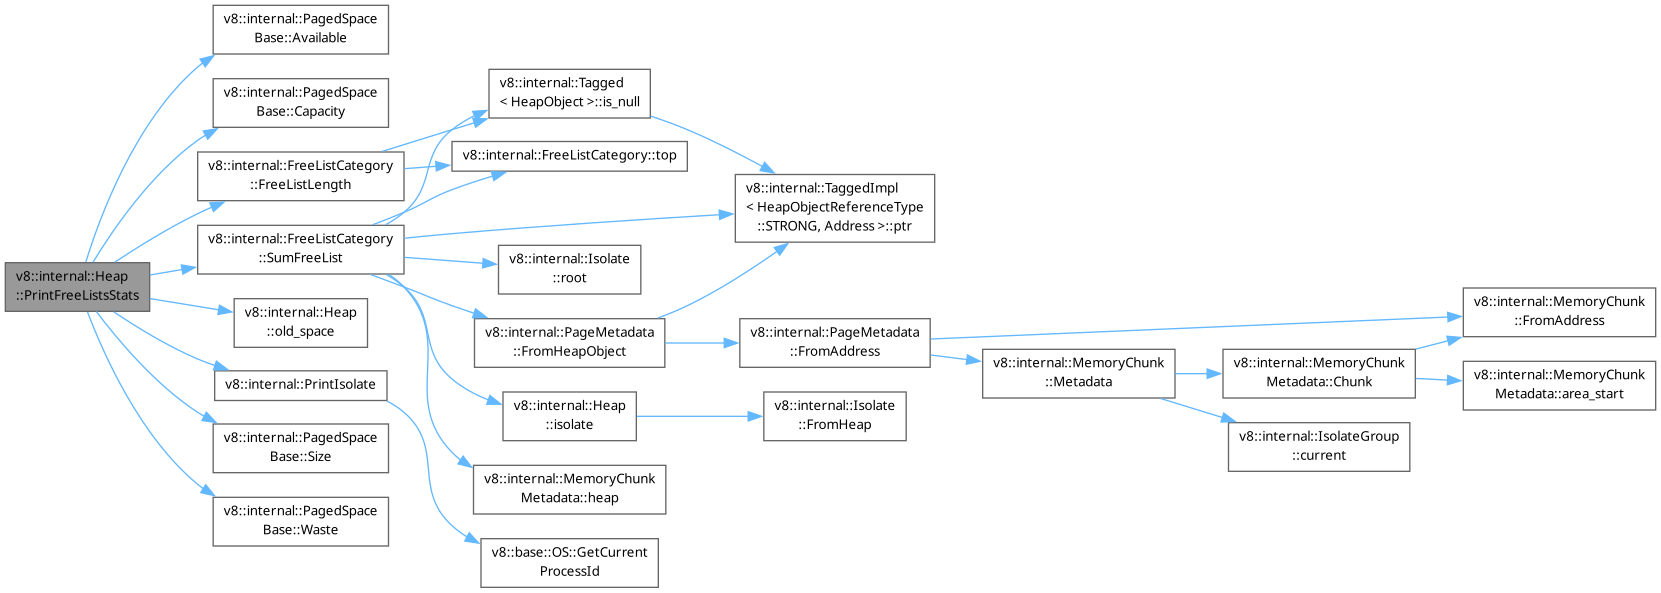 v8::internal::Heap
::PrintFreeListsStats
v8::internal::PagedSpace
Base::Available
v8::internal::PagedSpace
Base::Capacity
v8::internal::FreeListCategory
::FreeListLength
v8::internal::FreeListCategory
::SumFreeList
v8::internal::Heap
::old_space
v8::internal::PrintIsolate
v8::internal::PagedSpace
Base::Size
v8::internal::PagedSpace
Base::Waste
v8::internal::Tagged
< HeapObject >::is_null
v8::internal::FreeListCategory::top
v8::internal::Isolate
::root
v8::internal::PageMetadata
::FromHeapObject
v8::internal::Heap
::isolate
v8::internal::MemoryChunk
Metadata::heap
v8::base::OS::GetCurrent
ProcessId
v8::internal::TaggedImpl
< HeapObjectReferenceType
::STRONG, Address >::ptr
v8::internal::PageMetadata
::FromAddress
v8::internal::Isolate
::FromHeap
v8::internal::MemoryChunk
::Metadata
v8::internal::MemoryChunk
Metadata::Chunk
v8::internal::IsolateGroup
::current
v8::internal::MemoryChunk
::FromAddress
v8::internal::MemoryChunk
Metadata::area_start